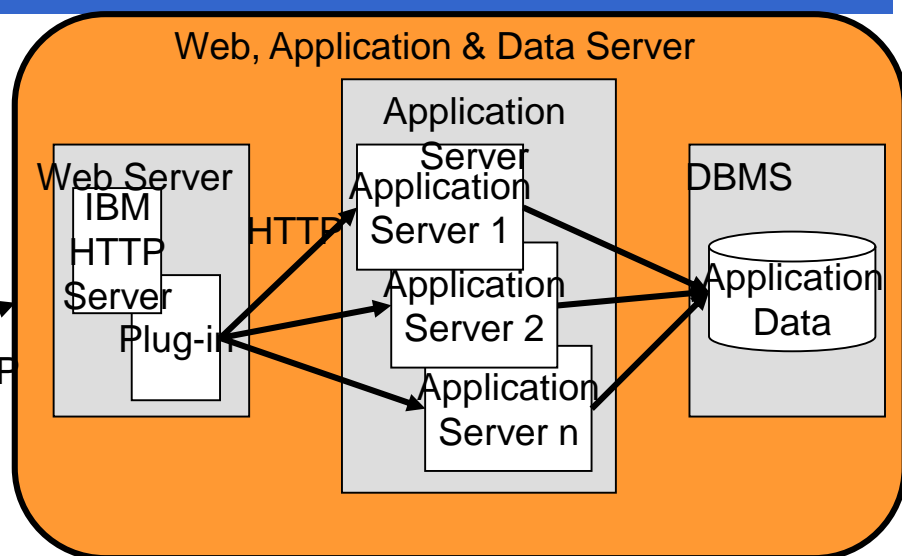 Web, Application & Data Server
Web Server
IBM
HTTP
Server
Plug-in
HTTP
Application
Server
Application
Server 1
Application
Server 2
Application
Server n
DBMS
Application
Data